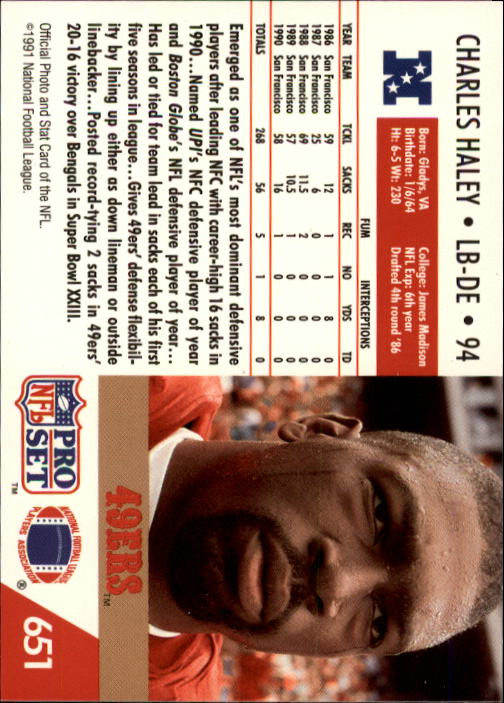 CHARLES HALEY • LB-DE • 94
N
Born: Gladys, VA
Birthdate: 1/6/64
Ht: 6-5 Wt: 230
College: James Madison
NFL Exp: 6th year
Drafted 4th round '86
FUM INTERCEPTIONS
YEAR TEAM TCKL SACKS REC NO YDS TD
1986 San Francisco 59 12 1 1 8 0
1987 San Francisco 25 6 0 0 0 0
1988 San Francisco 69 11.5 2 0 0 0
1989 San Francisco 57 10.5 1 0 0 0
1990 San Francisco 58 16 1 0 0 0
TOTALS 268 56 5 1 8 0
Emerged as one of NFL's most dominant defensive
players after leading NFC with career-high 16 sacks in
1990...Named UPI's NFC defensive player of year
and Boston Globe's NFL defensive player of year...
Has led or tied for team lead in sacks each of his first
five seasons in league...Gives 49ers' defense flexibil-
ity by lining up either as down lineman or outside
linebacker...Posted record-tying 2 sacks in 49ers'
20-16 victory over Bengals in Super Bowl XXIII.
Official Photo and Stat Card of the NFL.
©1991 National Football League.
49ERS™
PRO
NFL
SET
™
NATIONAL FOOTBALL LEAGUE
PLAYERS ASSOCIATION
®
651